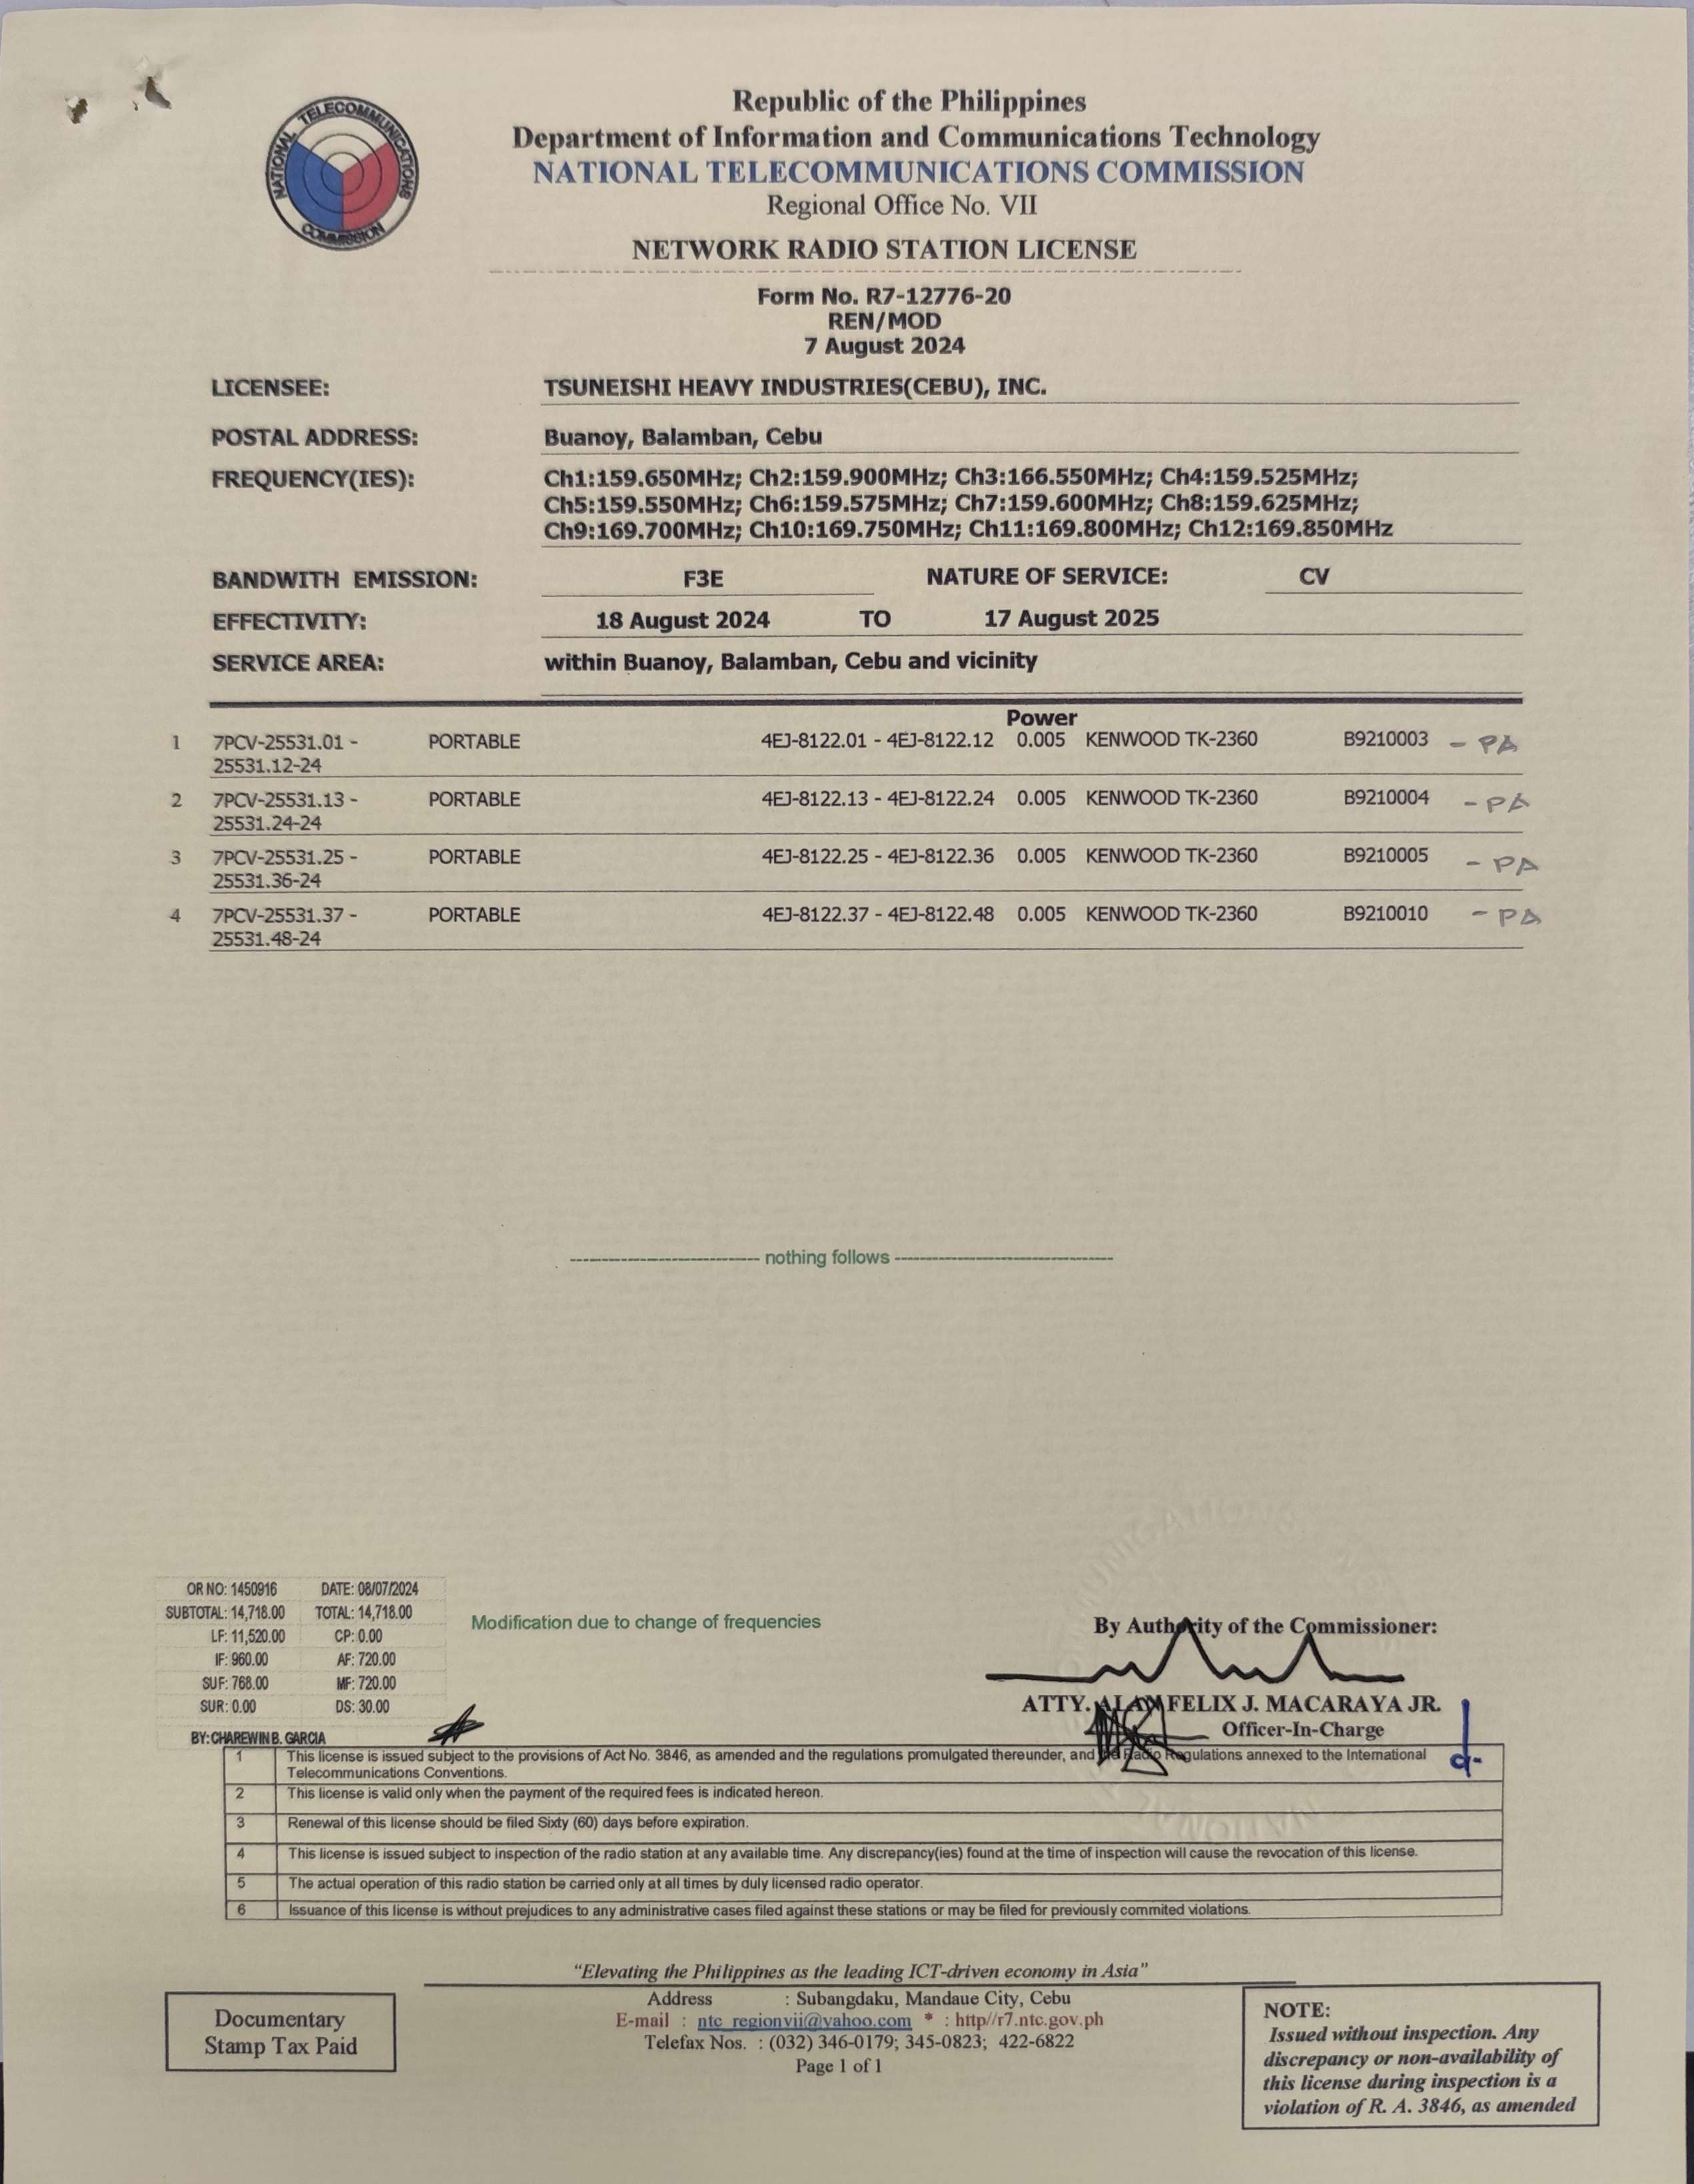 NATIONAL TELECOMMUNICATIONS COMMISSION
Republic of the Philippines
Department of Information and Communications Technology
NATIONAL TELECOMMUNICATIONS COMMISSION
Regional Office No. VII
NETWORK RADIO STATION LICENSE
Form No. R7-12776-20
REN/MOD
7 August 2024
LICENSEE: TSUNEISHI HEAVY INDUSTRIES(CEBU), INC.
POSTAL ADDRESS: Buanoy, Balamban, Cebu
FREQUENCY(IES): Ch1:159.650MHz; Ch2:159.900MHz; Ch3:166.550MHz; Ch4:159.525MHz;
Ch5:159.550MHz; Ch6:159.575MHz; Ch7:159.600MHz; Ch8:159.625MHz;
Ch9:169.700MHz; Ch10:169.750MHz; Ch11:169.800MHz; Ch12:169.850MHz
BANDWITH EMISSION: F3E NATURE OF SERVICE: CV
EFFECTIVITY: 18 August 2024 TO 17 August 2025
SERVICE AREA: within Buanoy, Balamban, Cebu and vicinity
Power
1 7PCV-25531.01 - PORTABLE 4EJ-8122.01 - 4EJ-8122.12 0.005 KENWOOD TK-2360 B9210003 - PA
25531.12-24
2 7PCV-25531.13 - PORTABLE 4EJ-8122.13 - 4EJ-8122.24 0.005 KENWOOD TK-2360 B9210004 - PA
25531.24-24
3 7PCV-25531.25 - PORTABLE 4EJ-8122.25 - 4EJ-8122.36 0.005 KENWOOD TK-2360 B9210005 - PA
25531.36-24
4 7PCV-25531.37 - PORTABLE 4EJ-8122.37 - 4EJ-8122.48 0.005 KENWOOD TK-2360 B9210010 - PA
25531.48-24
------------------------------ nothing follows -----------------------------------
OR NO: 1450916 DATE: 08/07/2024
SUBTOTAL: 14,718.00 TOTAL: 14,718.00
LF: 11,520.00 CP: 0.00
IF: 960.00 AF: 720.00
SUF: 768.00 MF: 720.00
SUR: 0.00 DS: 30.00
BY: CHAREWIN B. GARCIA
Modification due to change of frequencies
By Authority of the Commissioner:
ATTY. ALAN FELIX J. MACARAYA JR.
Officer-In-Charge
1 This license is issued subject to the provisions of Act No. 3846, as amended and the regulations promulgated thereunder, and the Radio Regulations annexed to the International
Telecommunications Conventions.
2 This license is valid only when the payment of the required fees is indicated hereon.
3 Renewal of this license should be filed Sixty (60) days before expiration.
4 This license is issued subject to inspection of the radio station at any available time. Any discrepancy(ies) found at the time of inspection will cause the revocation of this license.
5 The actual operation of this radio station be carried only at all times by duly licensed radio operator.
6 Issuance of this license is without prejudices to any administrative cases filed against these stations or may be filed for previously commited violations.
"Elevating the Philippines as the leading ICT-driven economy in Asia"
Address : Subangdaku, Mandaue City, Cebu
E-mail : ntc_regionvii@yahoo.com * : http//r7.ntc.gov.ph
Telefax Nos. : (032) 346-0179; 345-0823; 422-6822
Page 1 of 1
Documentary
Stamp Tax Paid
NOTE:
Issued without inspection. Any
discrepancy or non-availability of
this license during inspection is a
violation of R. A. 3846, as amended